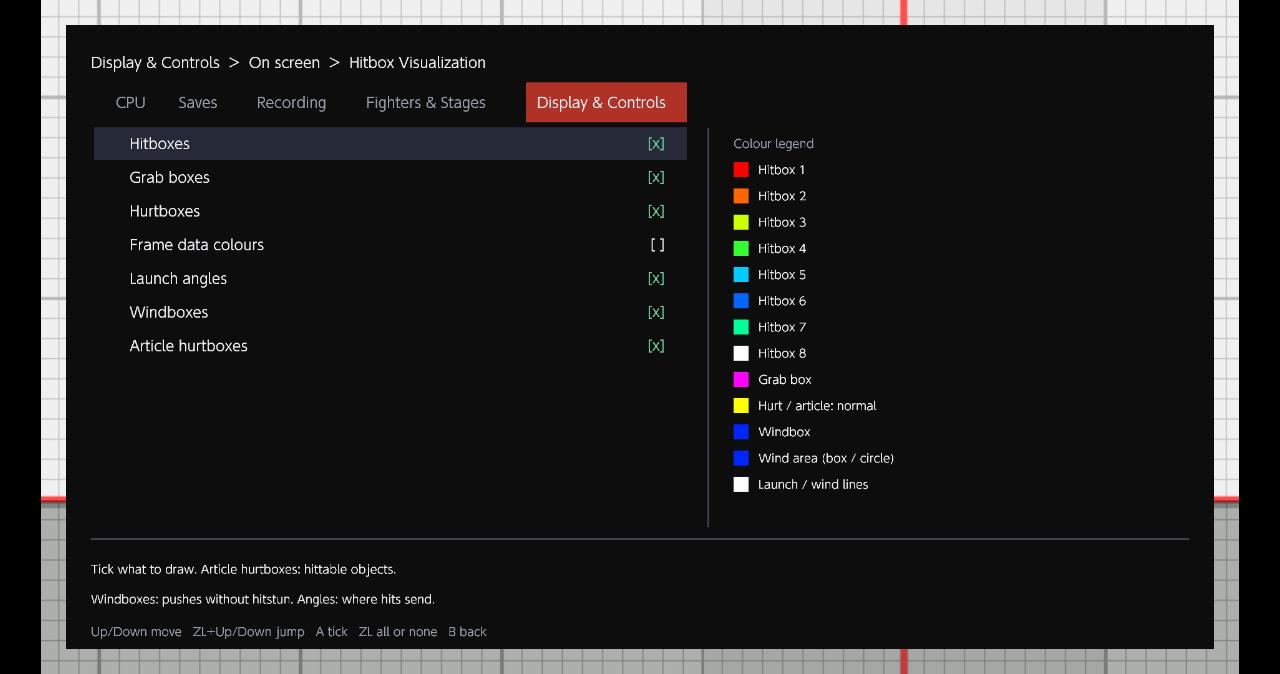 Display & Controls > On screen > Hitbox Visualization
CPU Saves Recording Fighters & Stages Display & Controls
Hitboxes [x]
Grab boxes [x]
Hurtboxes [x]
Frame data colours [ ]
Launch angles [x]
Windboxes [x]
Article hurtboxes [x]
Colour legend
Hitbox 1
Hitbox 2
Hitbox 3
Hitbox 4
Hitbox 5
Hitbox 6
Hitbox 7
Hitbox 8
Grab box
Hurt / article: normal
Windbox
Wind area (box / circle)
Launch / wind lines
Tick what to draw. Article hurtboxes: hittable objects.
Windboxes: pushes without hitstun. Angles: where hits send.
Up/Down move ZL+Up/Down jump A tick ZL all or none B back